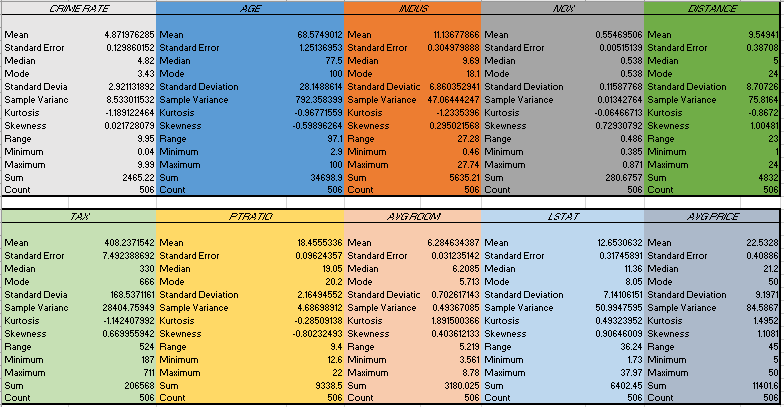 CRIME RATE AGE INDUS NOX DISTANCE
Mean 4.871976285 Mean 68.5749012 Mean 11.13677866 Mean 0.55469506 Mean 9.54941
Standard Error 0.129860152 Standard Error 1.25136953 Standard Error 0.304979888 Standard Error 0.00515139 Standard Error 0.38708
Median 4.82 Median 77.5 Median 9.69 Median 0.538 Median 5
Mode 3.43 Mode 100 Mode 18.1 Mode 0.538 Mode 24
Standard Devia 2.921131892 Standard Deviation 28.1488614 Standard Deviatic 6.860352941 Standard Deviation 0.11587768 Standard Deviation 8.70726
Sample Varianc 8.533011532 Sample Variance 792.358399 Sample Variance 47.06444247 Sample Variance 0.01342764 Sample Variance 75.8164
Kurtosis -1.189122464 Kurtosis -0.96771559 Kurtosis -1.2335396 Kurtosis -0.06466713 Kurtosis -0.8672
Skewness 0.021728079 Skewness -0.59896264 Skewness 0.295021568 Skewness 0.72930792 Skewness 1.00481
Range 9.95 Range 97.1 Range 27.28 Range 0.486 Range 23
Minimum 0.04 Minimum 2.9 Minimum 0.46 Minimum 0.385 Minimum 1
Maximum 9.99 Maximum 100 Maximum 27.74 Maximum 0.871 Maximum 24
Sum 2465.22 Sum 34698.9 Sum 5635.21 Sum 280.6757 Sum 4832
Count 506 Count 506 Count 506 Count 506 Count 506
TAX PTRATIO AVG ROOM LSTAT AVG PRICE
Mean 408.2371542 Mean 18.4555336 Mean 6.284634387 Mean 12.6530632 Mean 22.5328
Standard Error 7.492388692 Standard Error 0.09624357 Standard Error 0.031235142 Standard Error 0.31745891 Standard Error 0.40886
Median 330 Median 19.05 Median 6.2085 Median 11.36 Median 21.2
Mode 666 Mode 20.2 Mode 5.713 Mode 8.05 Mode 50
Standard Devia 168.5371161 Standard Deviation 2.16494552 Standard Deviatic 0.702617143 Standard Deviation 7.14106151 Standard Deviation 9.1971
Sample Varianc 28404.75949 Sample Variance 4.68698912 Sample Variance 0.49367085 Sample Variance 50.9947595 Sample Variance 84.5867
Kurtosis -1.142407992 Kurtosis -0.28509138 Kurtosis 1.891500366 Kurtosis 0.49323952 Kurtosis 1.4952
Skewness 0.669955942 Skewness -0.80232493 Skewness 0.403612133 Skewness 0.90646009 Skewness 1.1081
Range 524 Range 9.4 Range 5.219 Range 36.24 Range 45
Minimum 187 Minimum 12.6 Minimum 3.561 Minimum 1.73 Minimum 5
Maximum 711 Maximum 22 Maximum 8.78 Maximum 37.97 Maximum 50
Sum 206568 Sum 9338.5 Sum 3180.025 Sum 6402.45 Sum 11401.6
Count 506 Count 506 Count 506 Count 506 Count 506